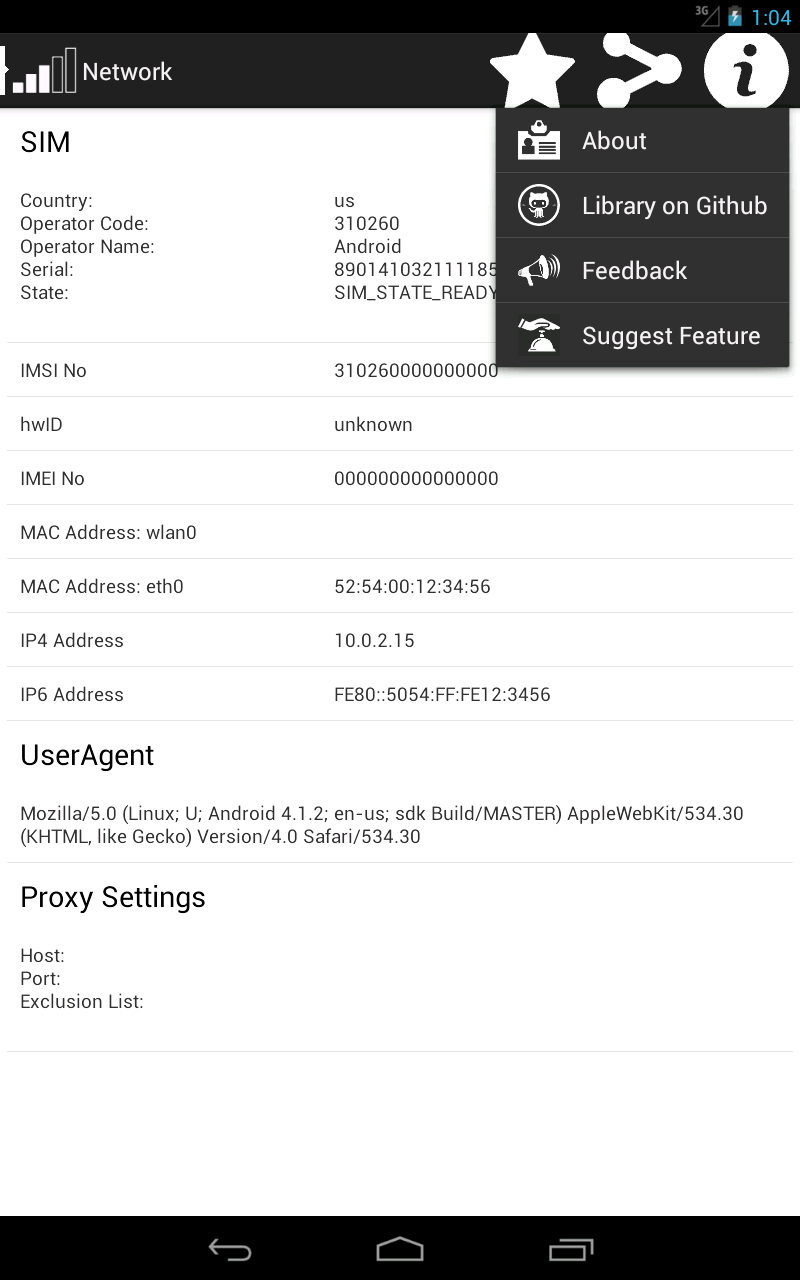 3G 1:04
Network
SIM
About
Library on Github
Feedback
Suggest Feature
Country: us
Operator Code: 310260
Operator Name: Android
Serial: 890141032111185
State: SIM_STATE_READY
IMSI No 310260000000000
hwID unknown
IMEI No 000000000000000
MAC Address: wlan0
MAC Address: eth0 52:54:00:12:34:56
IP4 Address 10.0.2.15
IP6 Address FE80::5054:FF:FE12:3456
UserAgent
Mozilla/5.0 (Linux; U; Android 4.1.2; en-us; sdk Build/MASTER) AppleWebKit/534.30
(KHTML, like Gecko) Version/4.0 Safari/534.30
Proxy Settings
Host:
Port:
Exclusion List: